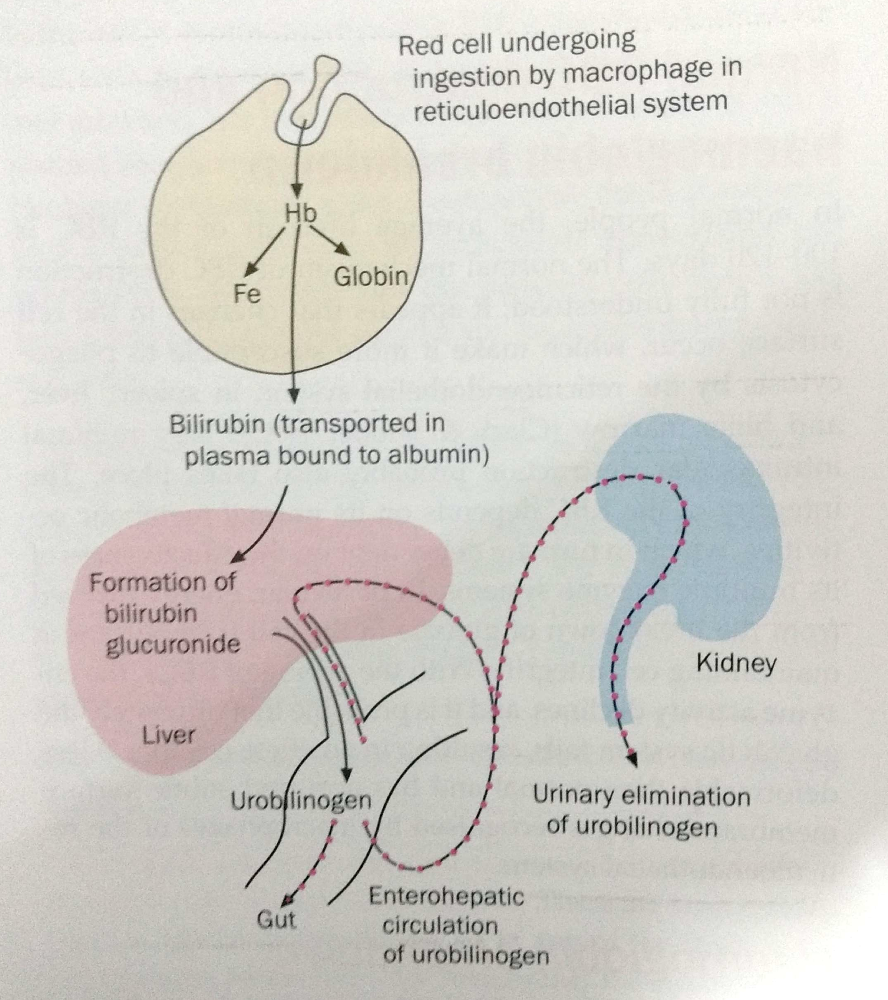 Red cell undergoing
ingestion by macrophage in
reticuloendothelial system
Hb
Globin
Fe
Bilirubin (transported in
plasma bound to albumin)
Formation of
bilirubin
glucuronide
Liver
Kidney
Urobilinogen
Urinary elimination
of urobilinogen
Gut
Enterohepatic
circulation
of urobilinogen